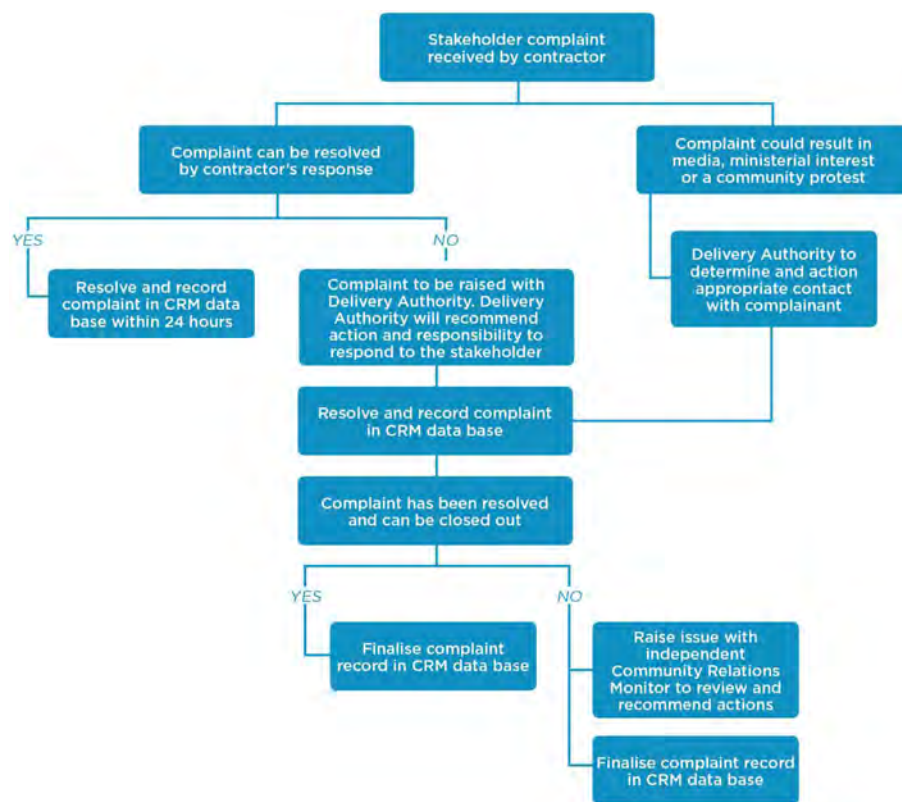 Stakeholder complaint
received by contractor
Complaint can be resolved
by contractor's response
Complaint could result in
media, ministerial interest
or a community protest
YES
NO
Resolve and record
complaint in CRM data
base within 24 hours
Complaint to be raised with
Delivery Authority. Delivery
Authority will recommend
action and responsibility to
respond to the stakeholder
Delivery Authority to
determine and action
appropriate contact
with complainant
Resolve and record complaint
in CRM data base
Complaint has been resolved
and can be closed out
YES
NO
Finalise complaint
record in CRM data base
Raise issue with
independent
Community Relations
Monitor to review and
recommend actions
Finalise complaint record
in CRM data base